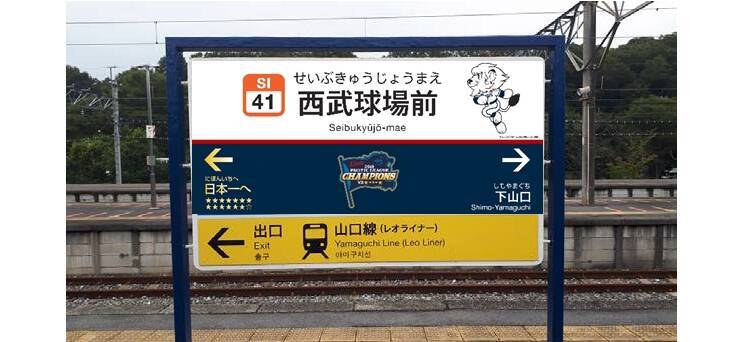 SI
41
せいぶきゅうじょうまえ
西武球場前
Seibukyūjō-mae
にほんいちへ
日本一へ
★★★★★★★
★★★★★★☆
PACIFIC LEAGUE
CHAMPIONS
しもやまぐち
下山口
Shimo-Yamaguchi
出口
Exit
출구
山口線(レオライナー)
Yamaguchi Line (Leo Liner)
야마구치선